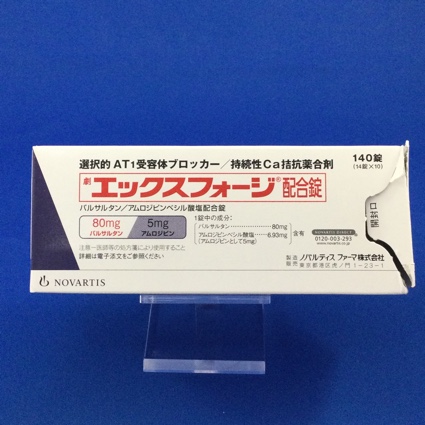 選択的AT1受容体ブロッカー／持続性Ca拮抗薬合剤
140錠
(14錠×10)
劇 エックスフォージ®配合錠
バルサルタン／アムロジピンベシル酸塩配合錠
80mg バルサルタン
5mg アムロジピン
1錠中の成分:
バルサルタン 80mg
アムロジピンベシル酸塩 6.93mg
(アムロジピンとして5mg)
含有
NOVARTIS DIRECT
0120-003-293
www.novartis.co.jp
注意－医師等の処方箋により使用すること
詳細は電子添文をご参照ください
製造販売 ノバルティス ファーマ株式会社
東京都港区虎ノ門1-23-1
NOVARTIS
開封口